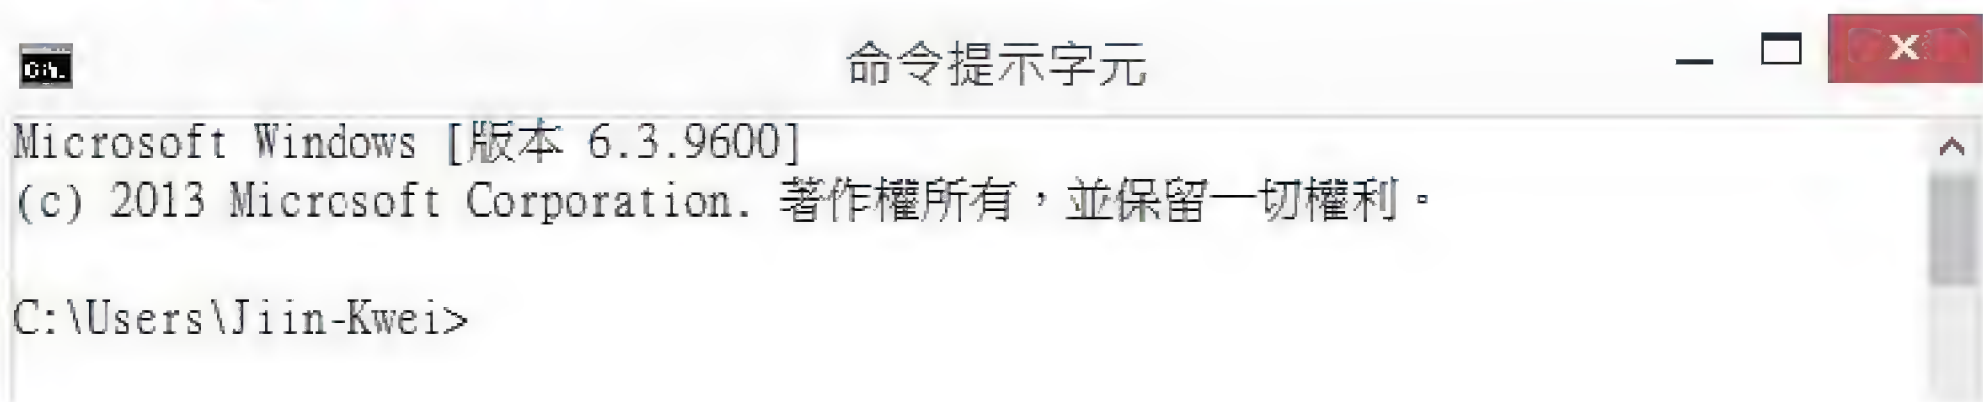 命令提示字元
Microsoft Windows [版本 6.3.9600]
(c) 2013 Microsoft Corporation. 著作權所有，並保留一切權利。
C:\Users\Jiin-Kwei>